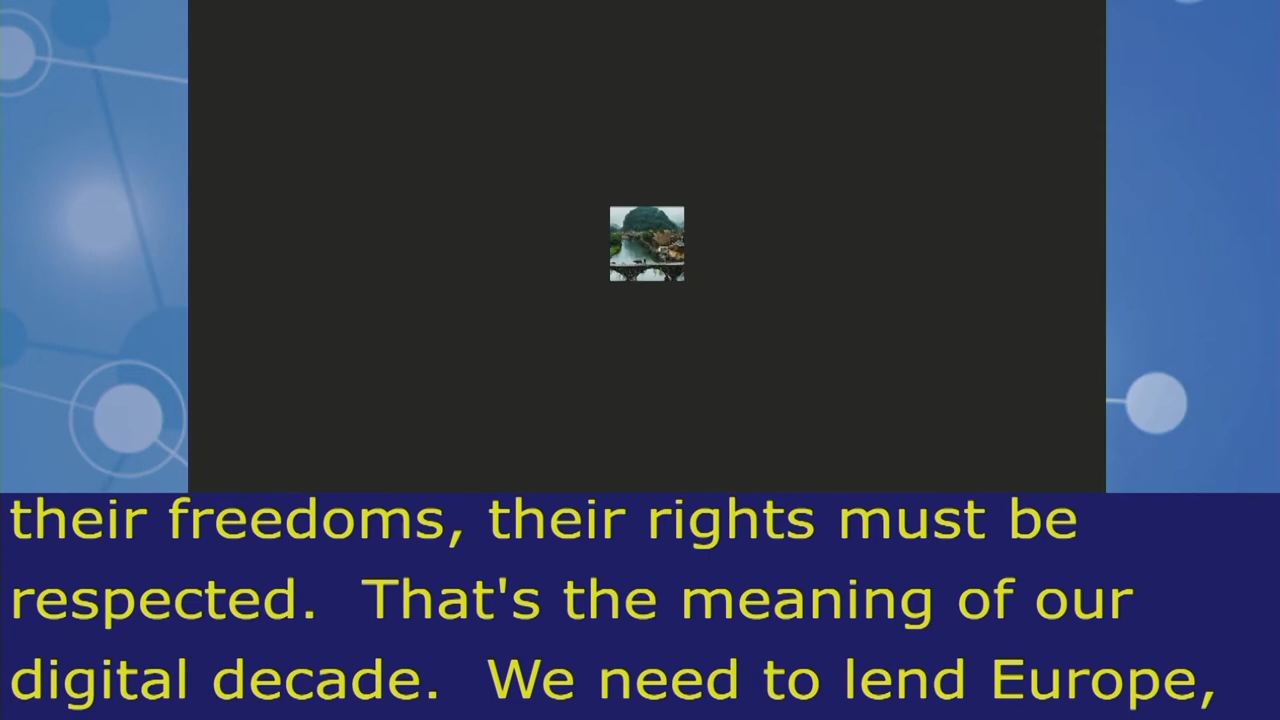 their freedoms, their rights must be
respected.  That's the meaning of our
digital decade.  We need to lend Europe,